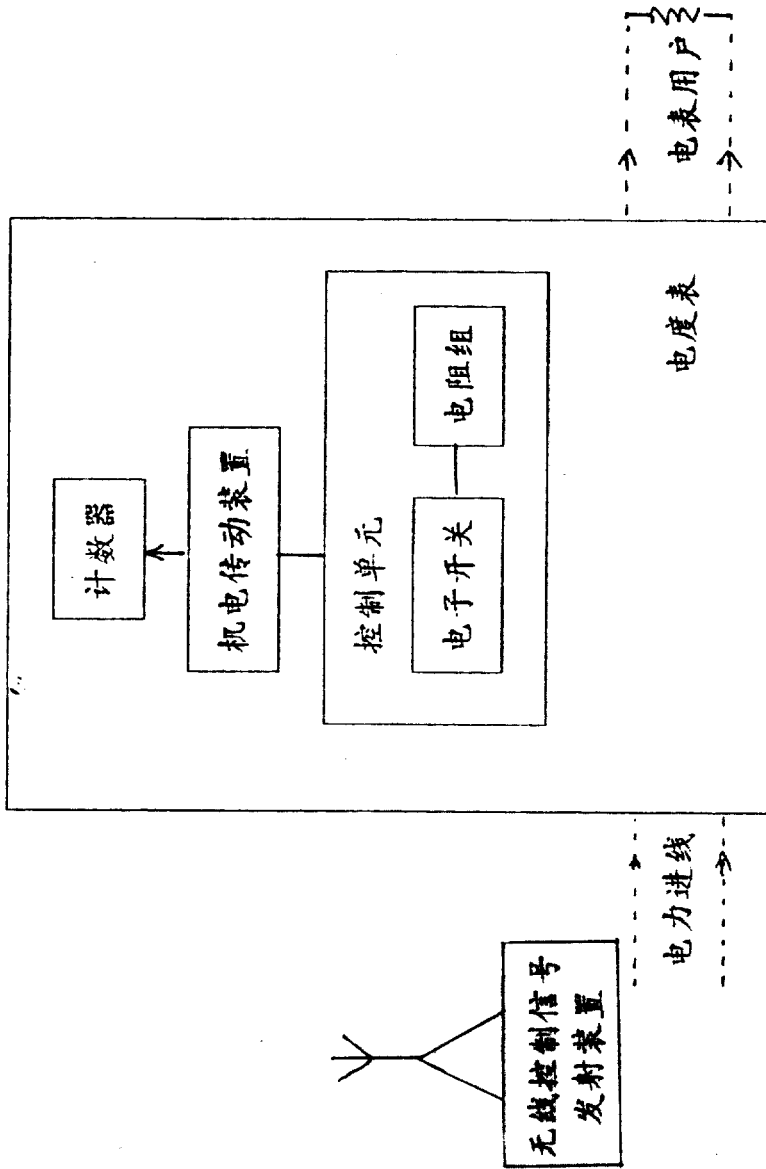 计数器
机电传动装置
控制单元
电子开关
电阻组
电度表
无线控制信号
发射装置
电力进线
电表用户